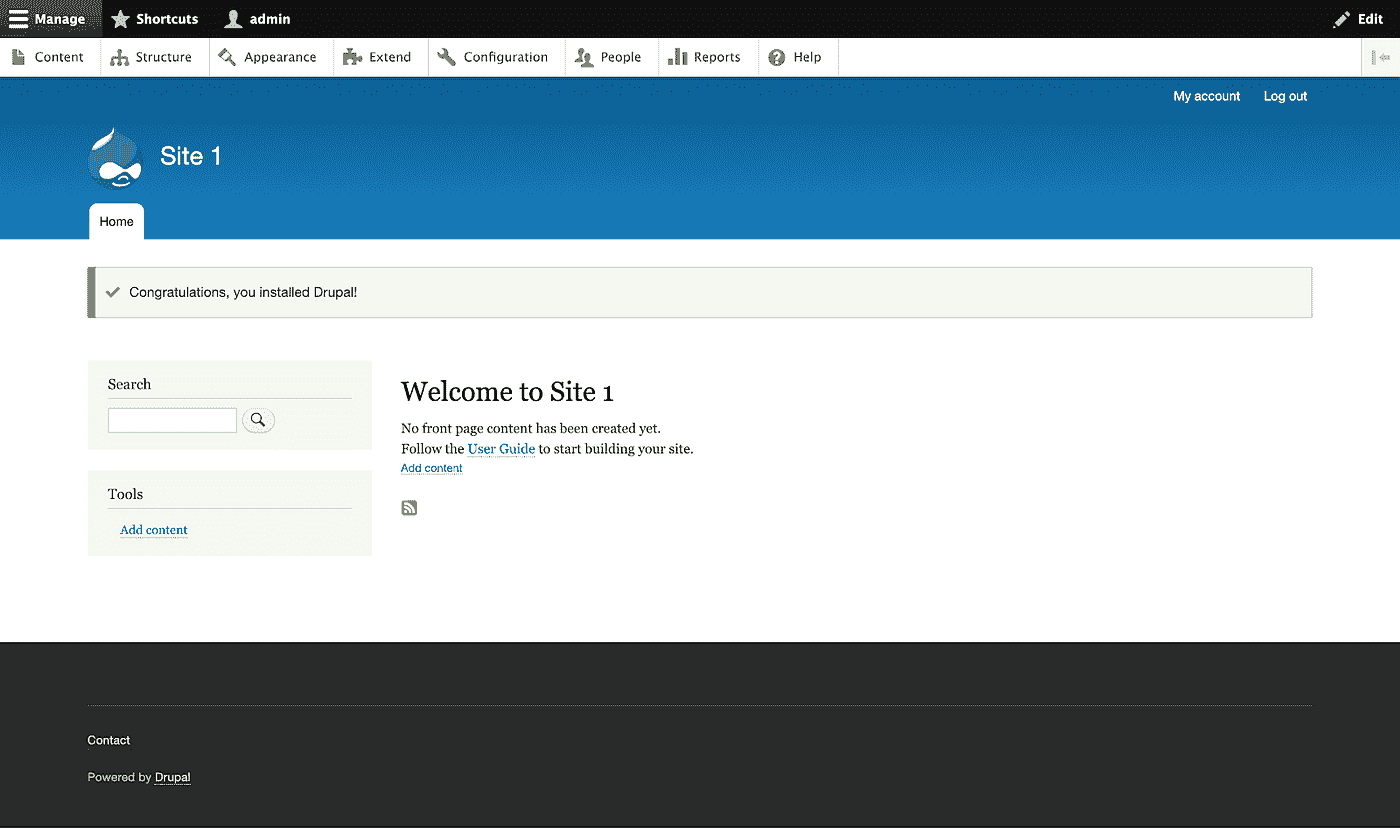 Manage Shortcuts admin Edit
Content Structure Appearance Extend Configuration People Reports Help
My account Log out
Site 1
Home
Congratulations, you installed Drupal!
Search
Welcome to Site 1
No front page content has been created yet.
Follow the User Guide to start building your site.
Add content
Tools
Add content
Contact
Powered by Drupal